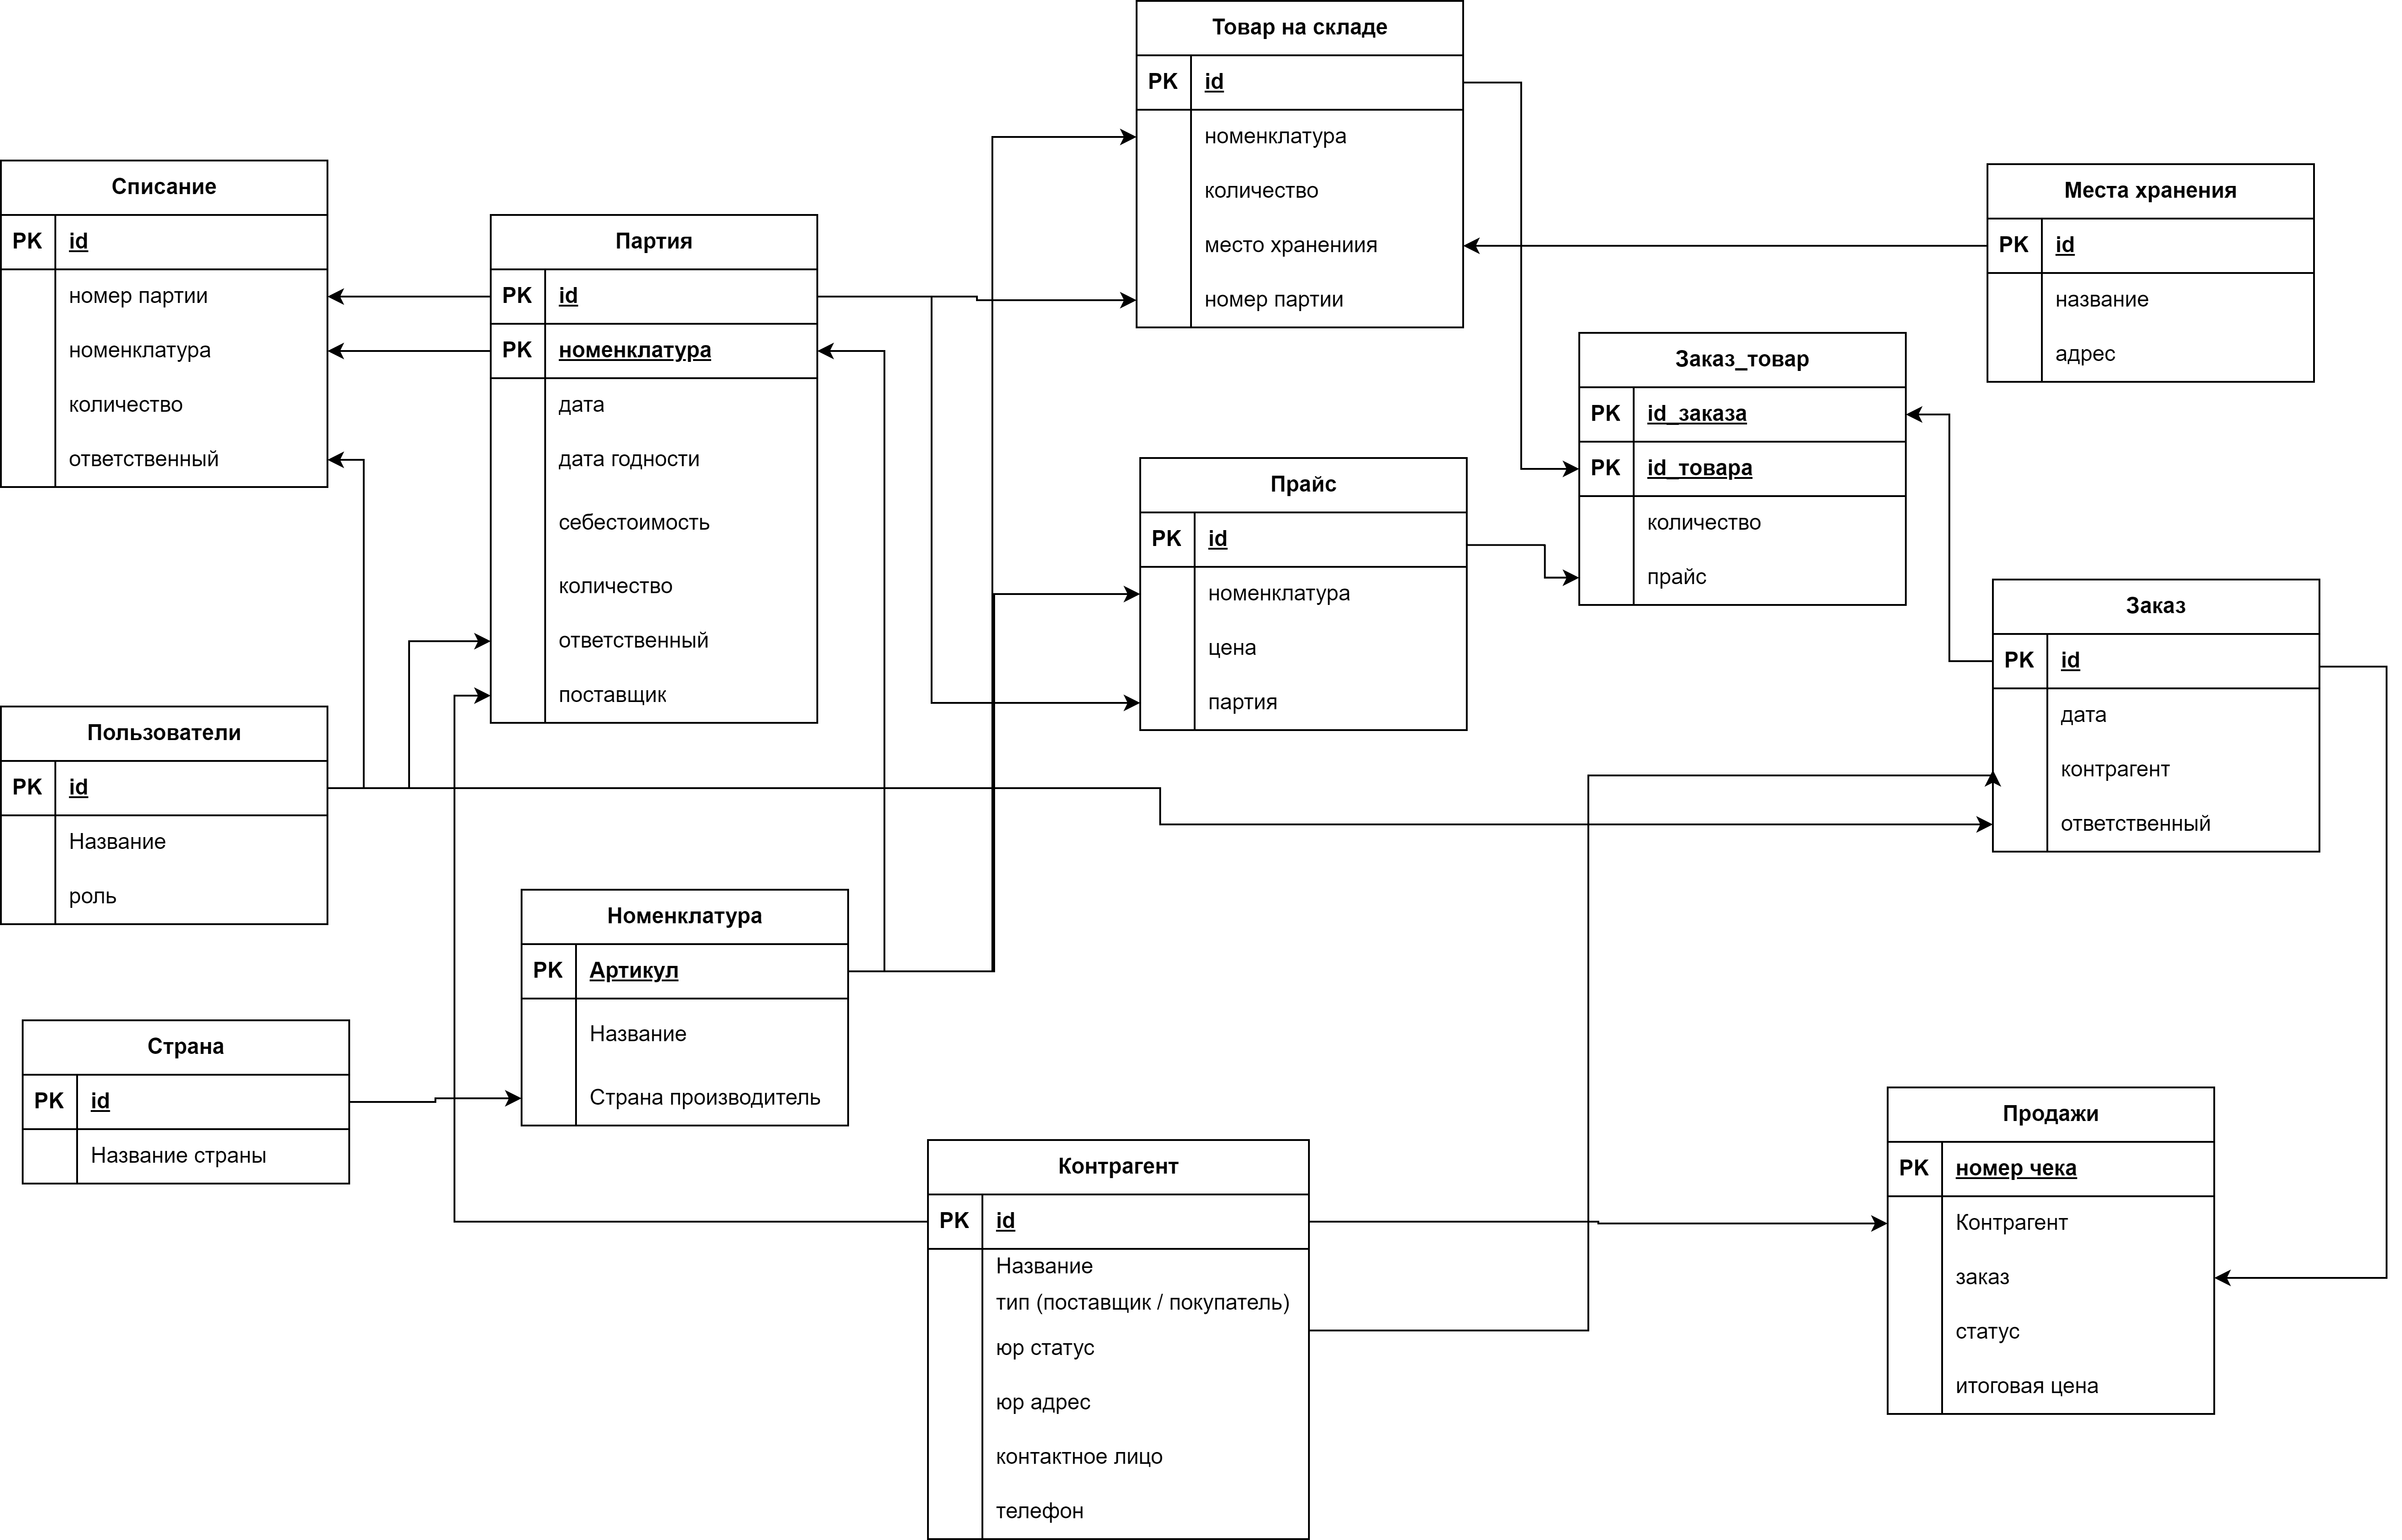 Товар на складе
PK id
номенклатура
количество
место хранениия
номер партии
Списание
PK id
номер партии
номенклатура
количество
ответственный
Партия
PK id
PK номенклатура
дата
дата годности
себестоимость
количество
ответственный
поставщик
Места хранения
PK id
название
адрес
Заказ_товар
PK id_заказа
PK id_товара
количество
прайс
Прайс
PK id
номенклатура
цена
партия
Заказ
PK id
дата
контрагент
ответственный
Пользователи
PK id
Название
роль
Номенклатура
PK Артикул
Название
Страна производитель
Страна
PK id
Название страны
Контрагент
PK id
Название
тип (поставщик / покупатель)
юр статус
юр адрес
контактное лицо
телефон
Продажи
PK номер чека
Контрагент
заказ
статус
итоговая цена